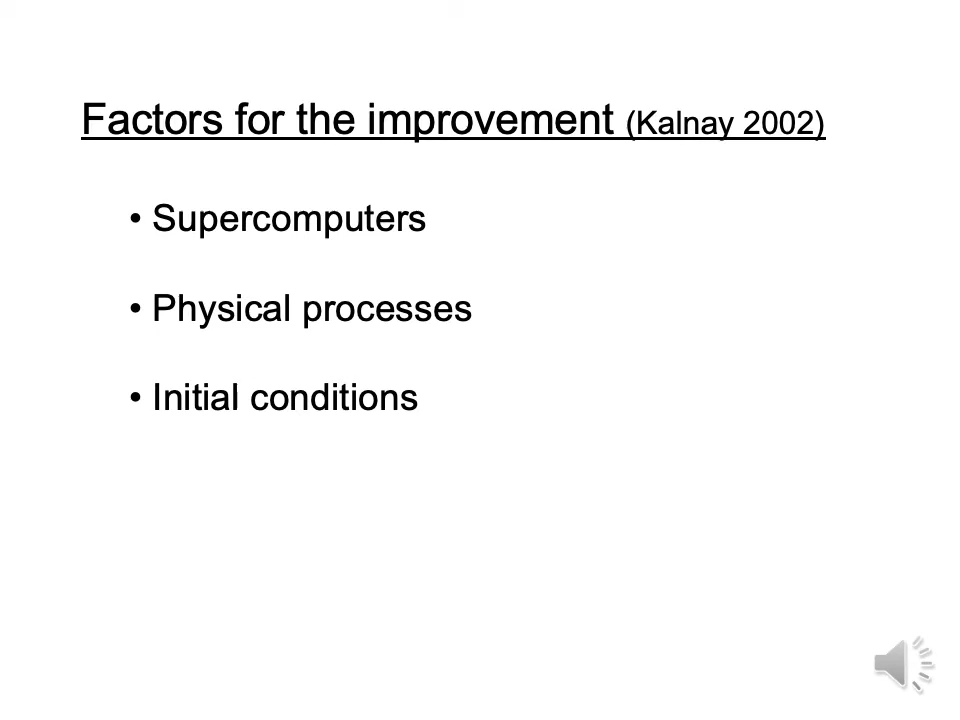 Factors for the improvement (Kalnay 2002)
• Supercomputers
• Physical processes
• Initial conditions